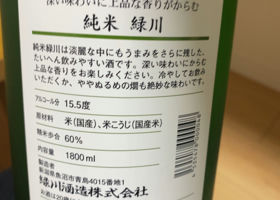 深い味わいに上品な香りがからむ
純米 緑川
純米緑川は淡麗な中にもうまみをさらに残した、
たいへん飲みやすい酒です。深い味わいにからむ
上品な香りをお楽しみください。冷やしてお飲み
いただくか、ややぬるめの燗も絶妙な味わいです。
アルコール分 15.5度
原材料 米(国産)、米こうじ(国産米)
精米歩合 60%
内容量 1800ml
製造者
新潟県魚沼市青島4015番地1
緑川酒造株式会社
お酒は20歳に